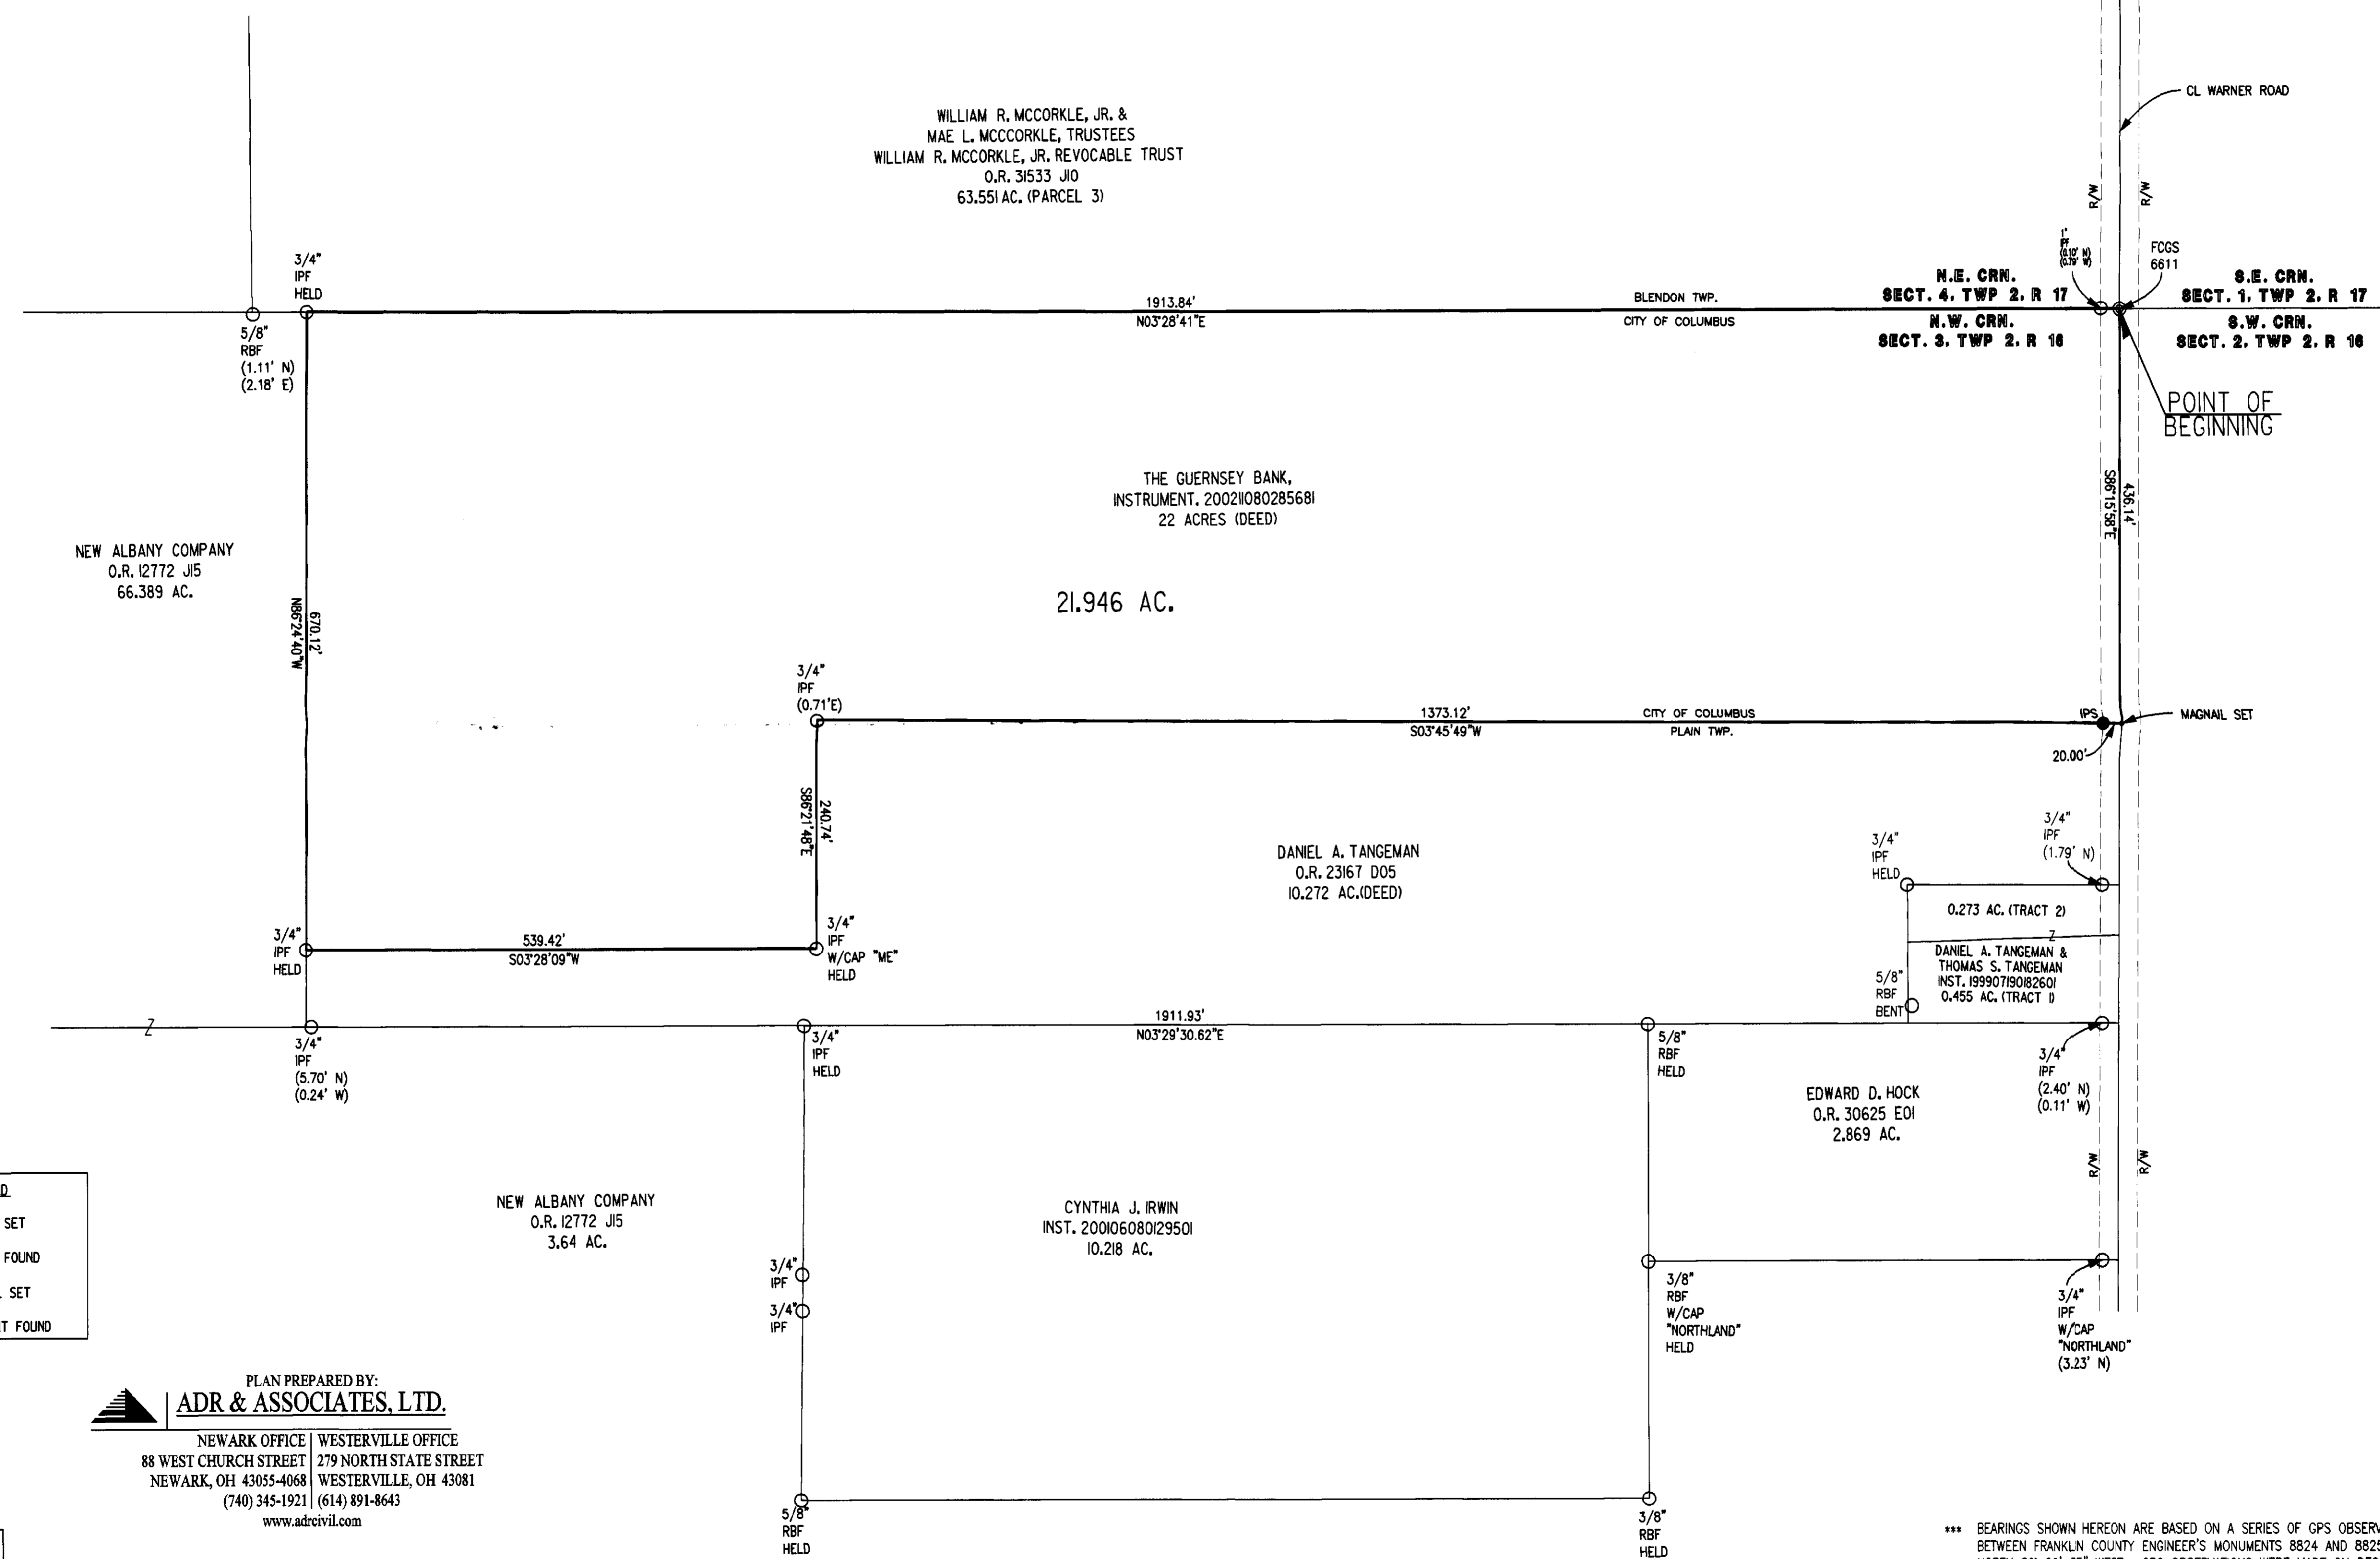 CL WARNER ROAD
WILLIAM R. MCCORKLE, JR. &
MAE L. MCCCORKLE, TRUSTEES
WILLIAM R. MCCORKLE, JR. REVOCABLE TRUST
O.R. 31533 J10
63.551 AC. (PARCEL 3)
R/W
R/W
3/4"
IPF
HELD
1"
IPF
(0.10' N)
(0.79' W)
FCGS
6611
N.E. CRN.
SECT. 4, TWP 2, R 17
S.E. CRN.
SECT. 1, TWP 2, R 17
1913.84'
N03°28'41"E
BLENDON TWP.
CITY OF COLUMBUS
N.W. CRN.
SECT. 3, TWP 2, R 16
S.W. CRN.
SECT. 2, TWP 2, R 16
5/8"
RBF
(1.11' N)
(2.18' E)
POINT OF
BEGINNING
THE GUERNSEY BANK,
INSTRUMENT. 200211080285681
22 ACRES (DEED)
436.14'
S86°15'58"E
NEW ALBANY COMPANY
O.R. 12772 J15
66.389 AC.
21.946 AC.
670.12'
N86°24'40"W
3/4"
IPF
(0.71'E)
1373.12'
S03°45'49"W
CITY OF COLUMBUS
PLAIN TWP.
IPS
MAGNAIL SET
20.00'
240.74'
S86°21'48"E
DANIEL A. TANGEMAN
O.R. 23167 D05
10.272 AC.(DEED)
3/4"
IPF
HELD
3/4"
IPF
(1.79' N)
0.273 AC. (TRACT 2)
Z
DANIEL A. TANGEMAN &
THOMAS S. TANGEMAN
INST. 199907190182601
0.455 AC. (TRACT 1)
5/8"
RBF
BENT
3/4"
IPF
HELD
539.42'
S03°28'09"W
3/4"
IPF
W/CAP "ME"
HELD
Z
1911.93'
N03°29'30.62"E
3/4"
IPF
(5.70' N)
(0.24' W)
3/4"
IPF
HELD
5/8"
RBF
HELD
3/4"
IPF
(2.40' N)
(0.11' W)
EDWARD D. HOCK
O.R. 30625 E01
2.869 AC.
R/W
R/W
SET
FOUND
SET
FOUND
NEW ALBANY COMPANY
O.R. 12772 J15
3.64 AC.
CYNTHIA J. IRWIN
INST. 200106080129501
10.218 AC.
3/4"
IPF
3/4"
IPF
3/8"
RBF
W/CAP
"NORTHLAND"
HELD
3/4"
IPF
W/CAP
"NORTHLAND"
(3.23' N)
PLAN PREPARED BY:
ADR & ASSOCIATES, LTD.
NEWARK OFFICE | WESTERVILLE OFFICE
88 WEST CHURCH STREET | 279 NORTH STATE STREET
NEWARK, OH 43055-4068 | WESTERVILLE, OH 43081
(740) 345-1921 | (614) 891-8643
www.adrcivil.com
5/8"
RBF
HELD
3/8"
RBF
HELD
*** BEARINGS SHOWN HEREON ARE BASED ON A SERIES OF GPS
BETWEEN FRANKLIN COUNTY ENGINEER'S MONUMENTS 8824 AND